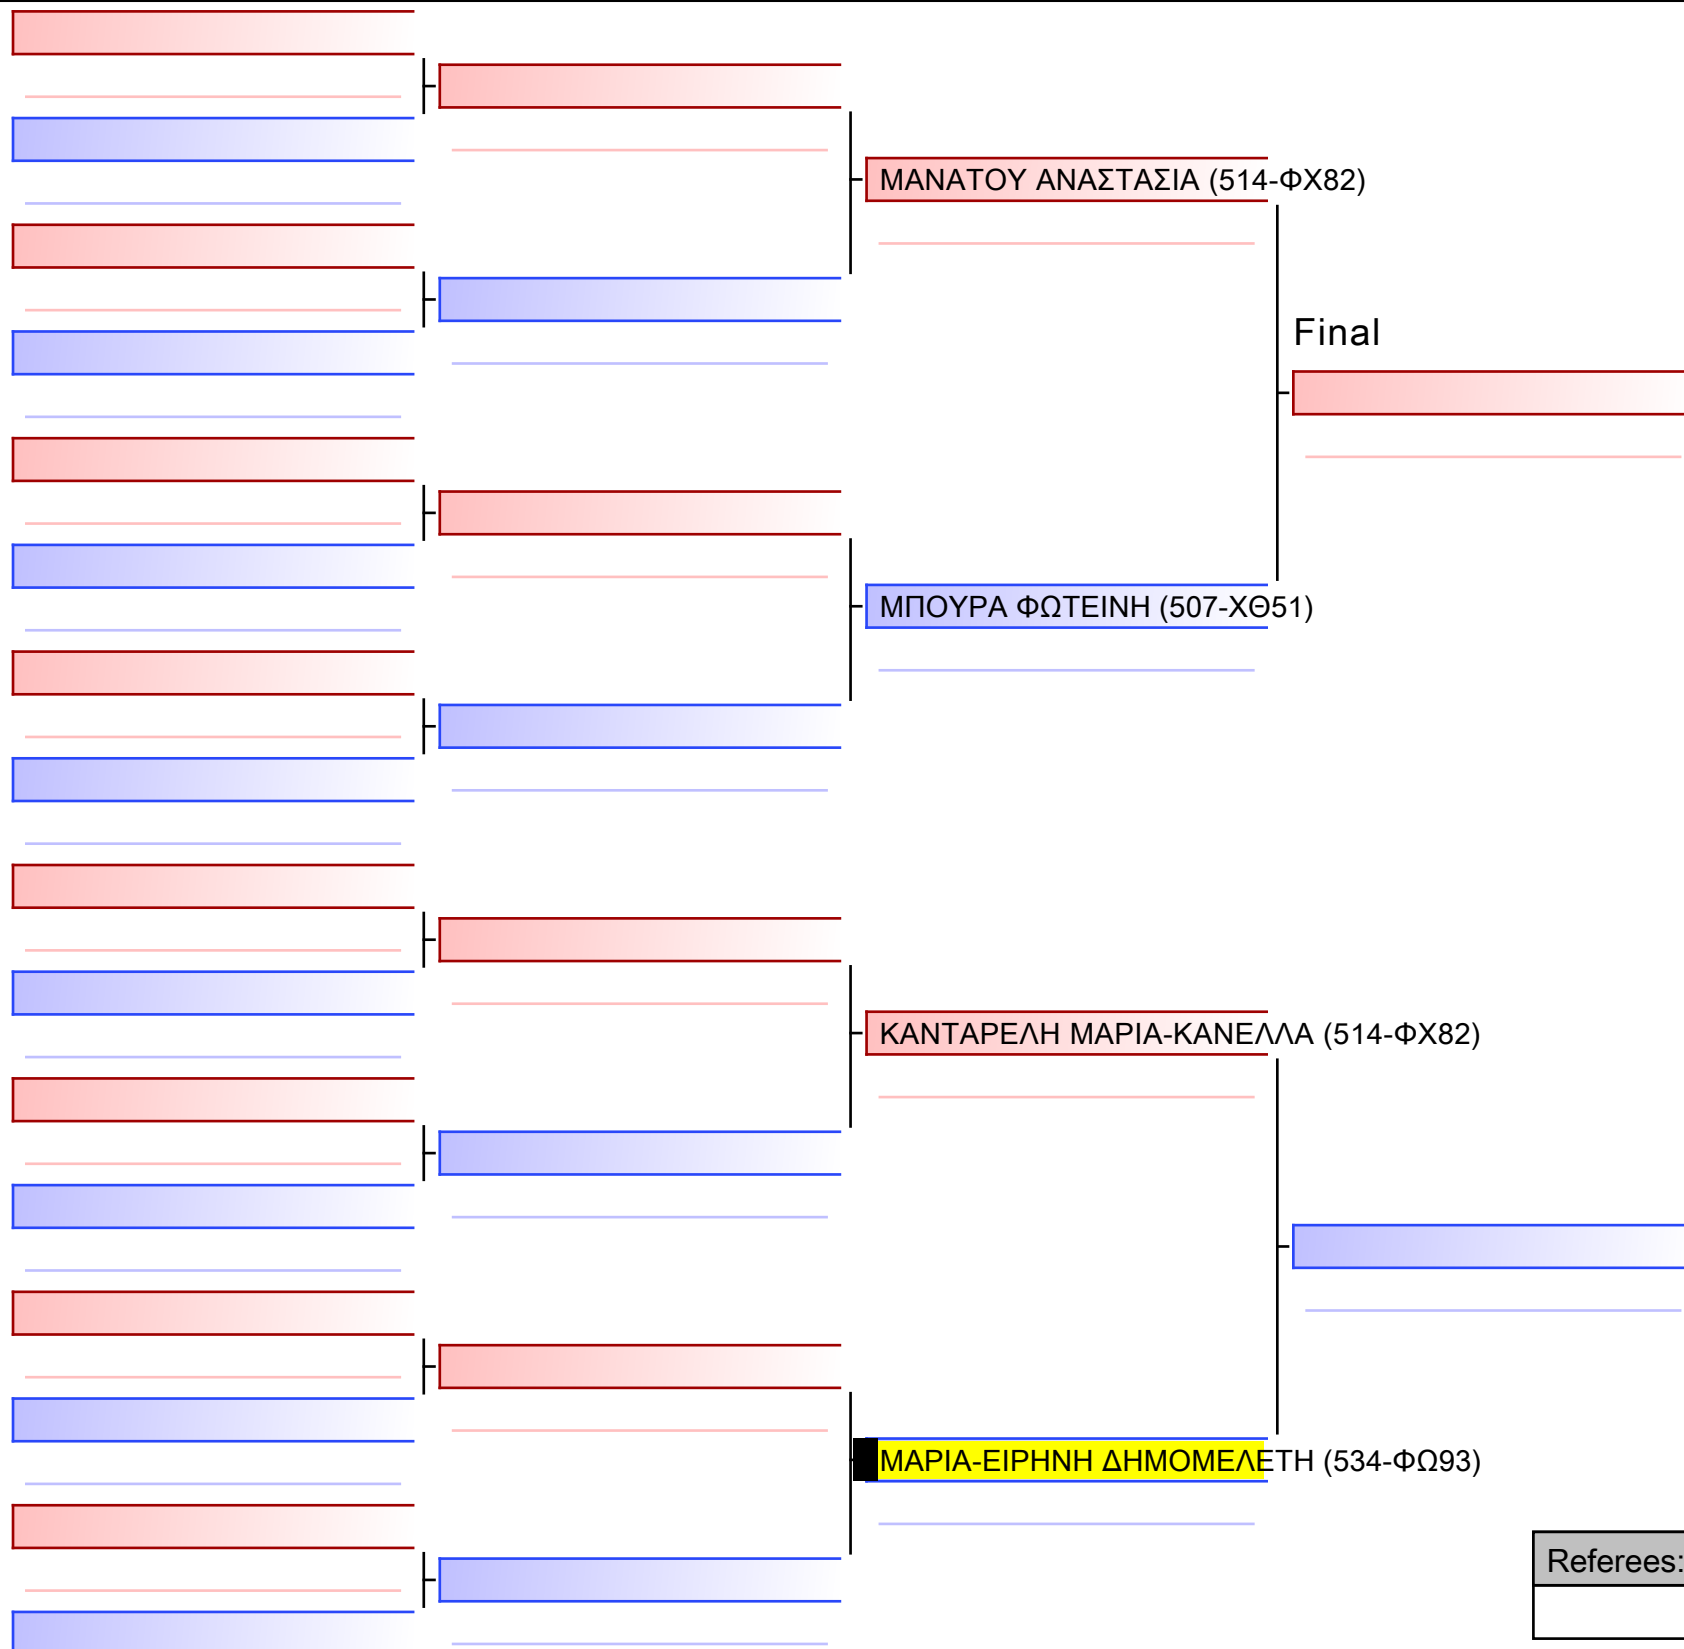 ΜΑΝΑΤΟΥ ΑΝΑΣΤΑΣΙΑ (514-ΦΧ82)
Final
ΜΠΟΥΡΑ ΦΩΤΕΙΝΗ (507-ΧΘ51)
ΚΑΝΤΑΡΕΛΗ ΜΑΡΙΑ-ΚΑΝΕΛΛΑ (514-ΦΧ82)
ΜΑΡΙΑ-ΕΙΡΗΝΗ ΔΗΜΟΜΕΛΕΤΗ (534-ΦΩ93)
Referees: